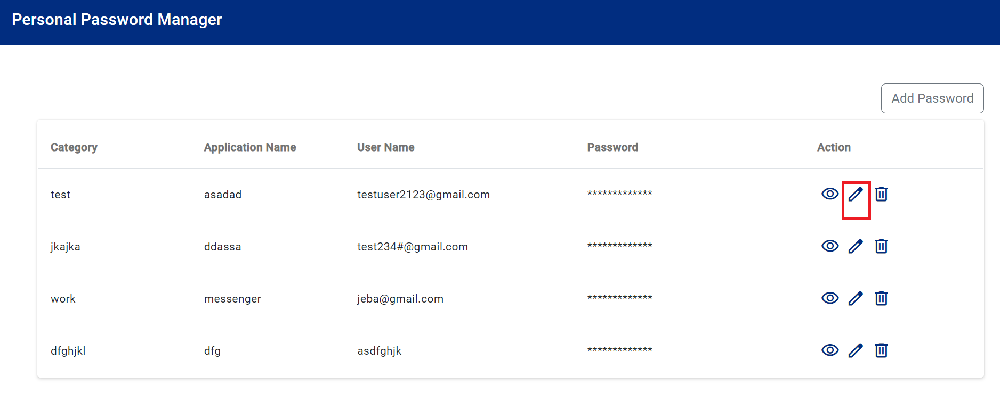 Personal Password Manager
Add Password
Category Application Name User Name Password Action
test asadad testuser2123@gmail.com *************
jkajka ddassa test234#@gmail.com *************
work messenger jeba@gmail.com *************
dfghjkl dfg asdfghjk *************